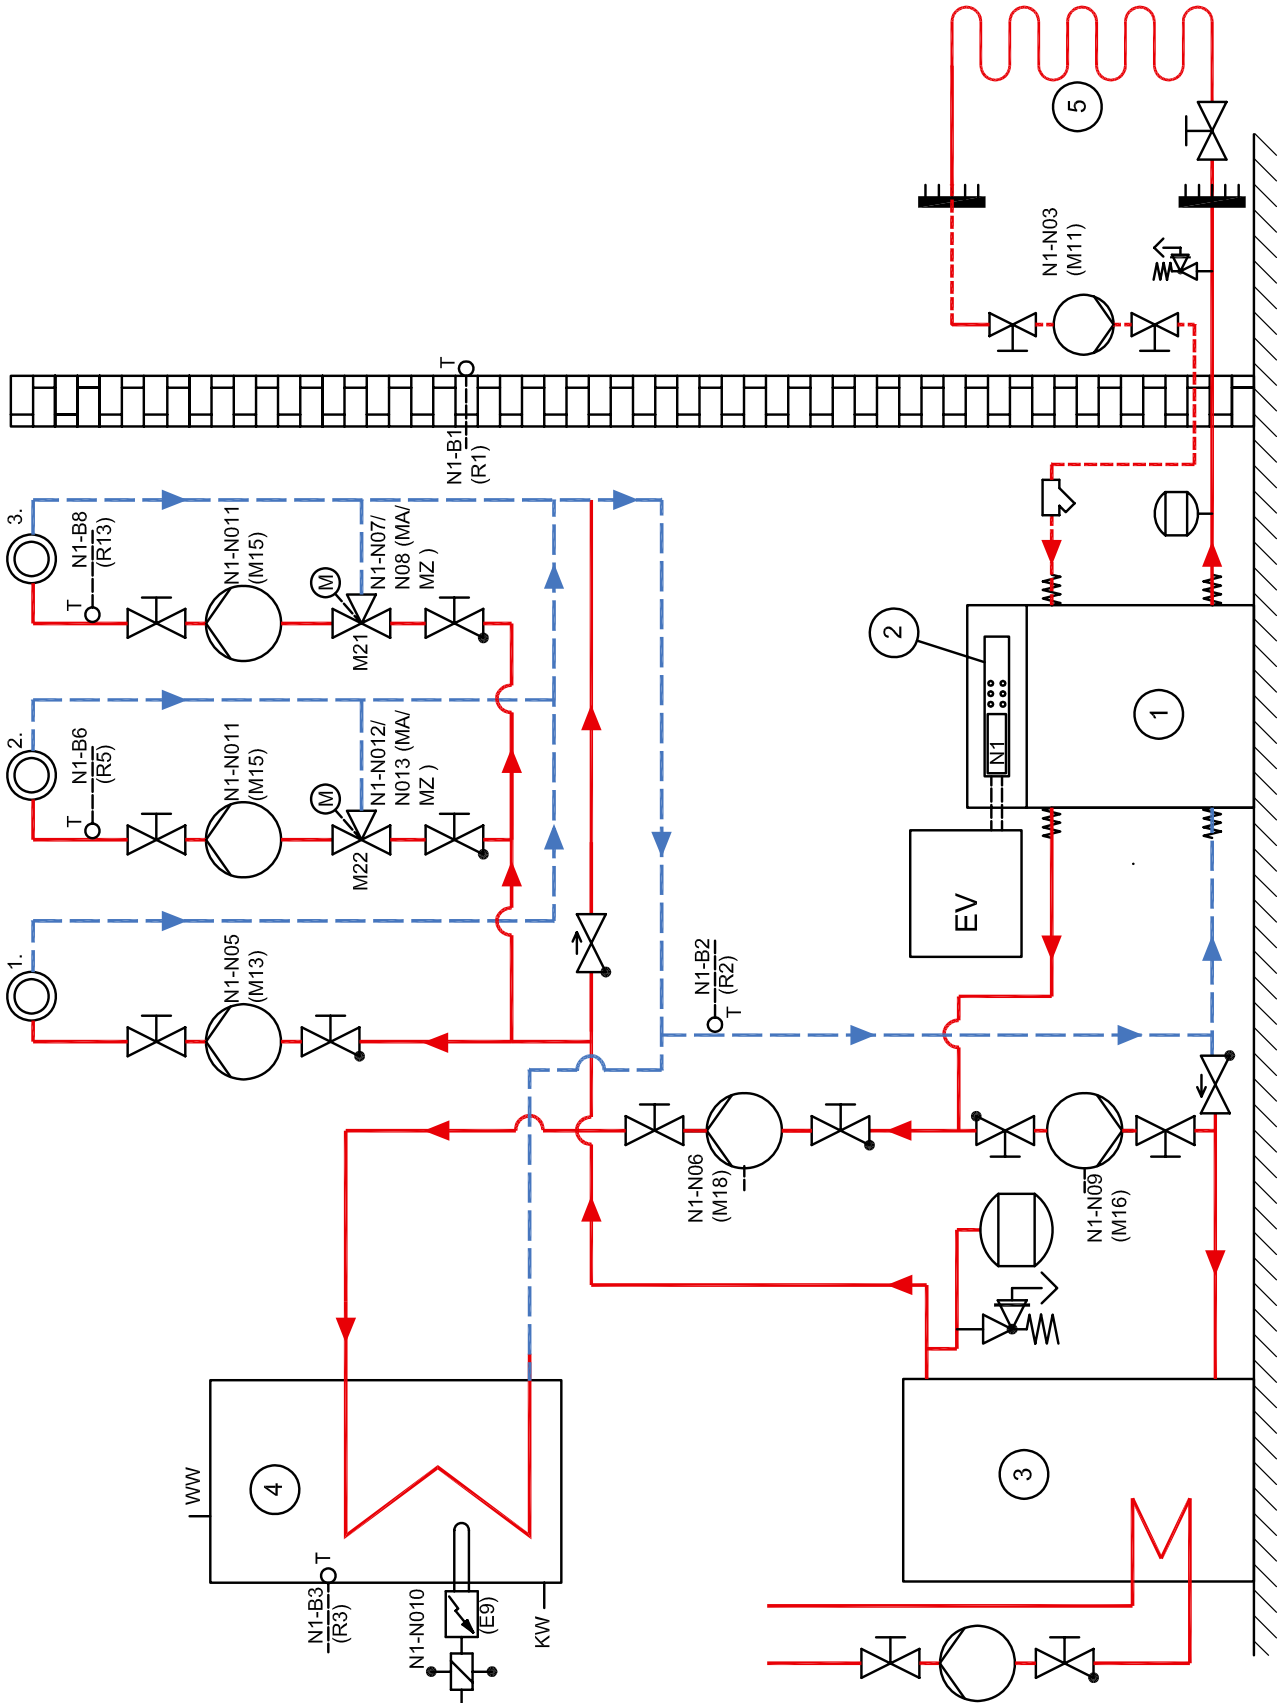 1.
N1-N05
(M13)
2.
T
N1-B6
(R5)
N1-N011
(M15)
M
M22
N1-N012/
N013 (MA/
MZ )
3.
T
N1-B8
(R13)
N1-N011
(M15)
M
M21
N1-N07/
N08 (MA/
MZ )
T
N1-B1
(R1)
WW
4
T
N1-B3
(R3)
N1-N010
(E9)
KW
N1-N06
(M18)
N1-B2
(R2)
T
EV
2
N1
1
N1-N03
(M11)
5
N1-N09
(M16)
3